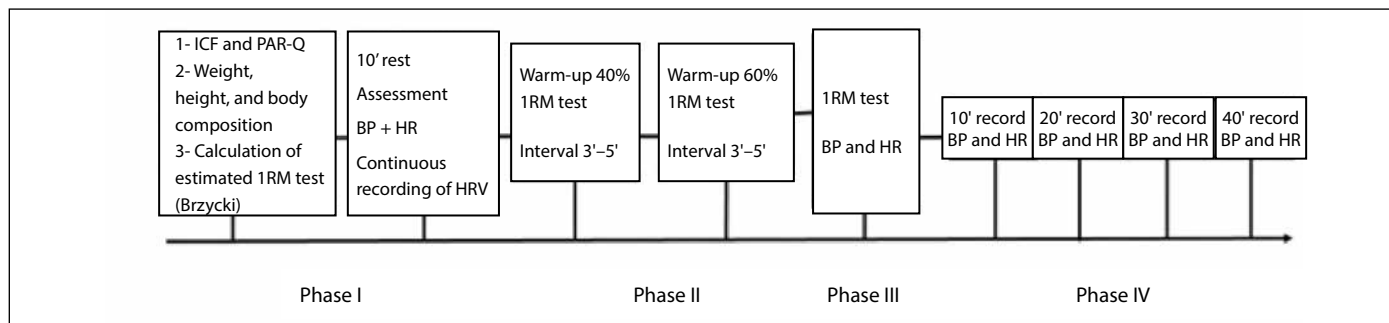 1- ICF and PAR-Q
2- Weight,
height, and body
composition
3- Calculation of
estimated 1RM test
(Brzycki)
10' rest
Assessment
BP + HR
Continuous
recording of HRV
Warm-up 40%
1RM test
Interval 3'–5'
Warm-up 60%
1RM test
Interval 3'–5'
1RM test
BP and HR
10' record
BP and HR
20' record
BP and HR
30' record
BP and HR
40' record
BP and HR
Phase I
Phase II
Phase III
Phase IV